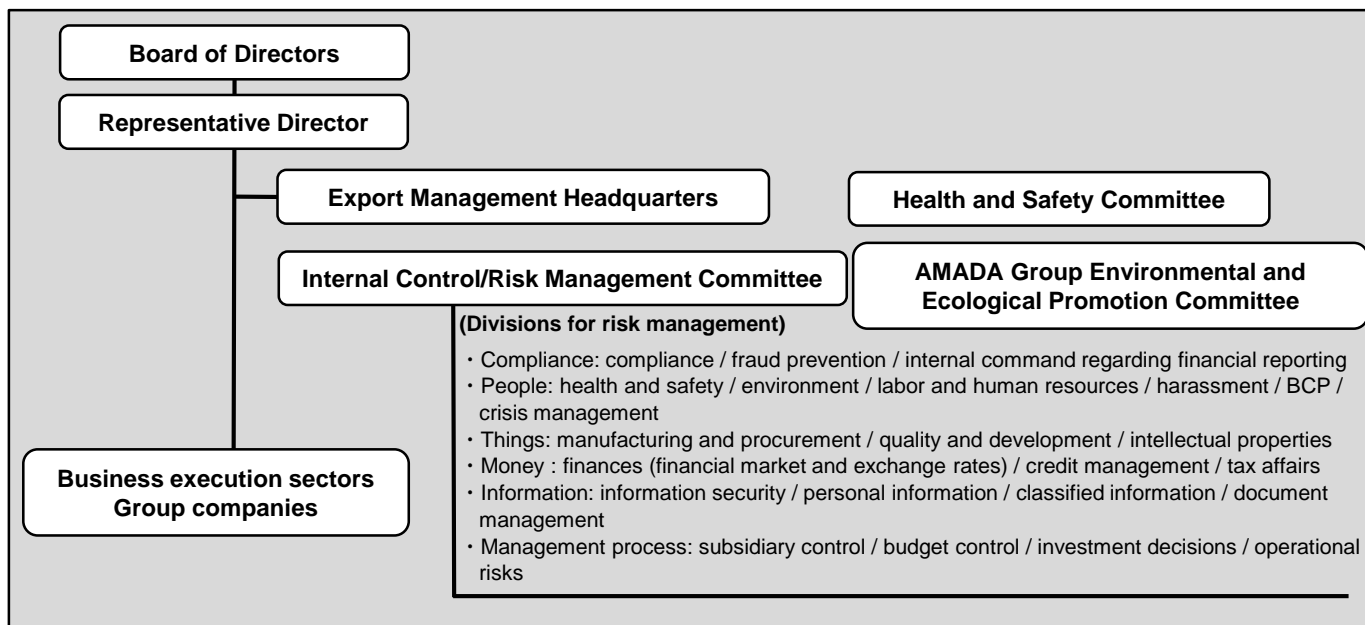 Board of Directors
Representative Director
Export Management Headquarters
Health and Safety Committee
Internal Control/Risk Management Committee
AMADA Group Environmental and
Ecological Promotion Committee
(Divisions for risk management)
・Compliance: compliance / fraud prevention / internal command regarding financial reporting
・People: health and safety / environment / labor and human resources / harassment / BCP /
crisis management
・Things: manufacturing and procurement / quality and development / intellectual properties
・Money : finances (financial market and exchange rates) / credit management / tax affairs
・Information: information security / personal information / classified information / document
management
・Management process: subsidiary control / budget control / investment decisions / operational
risks
Business execution sectors
Group companies